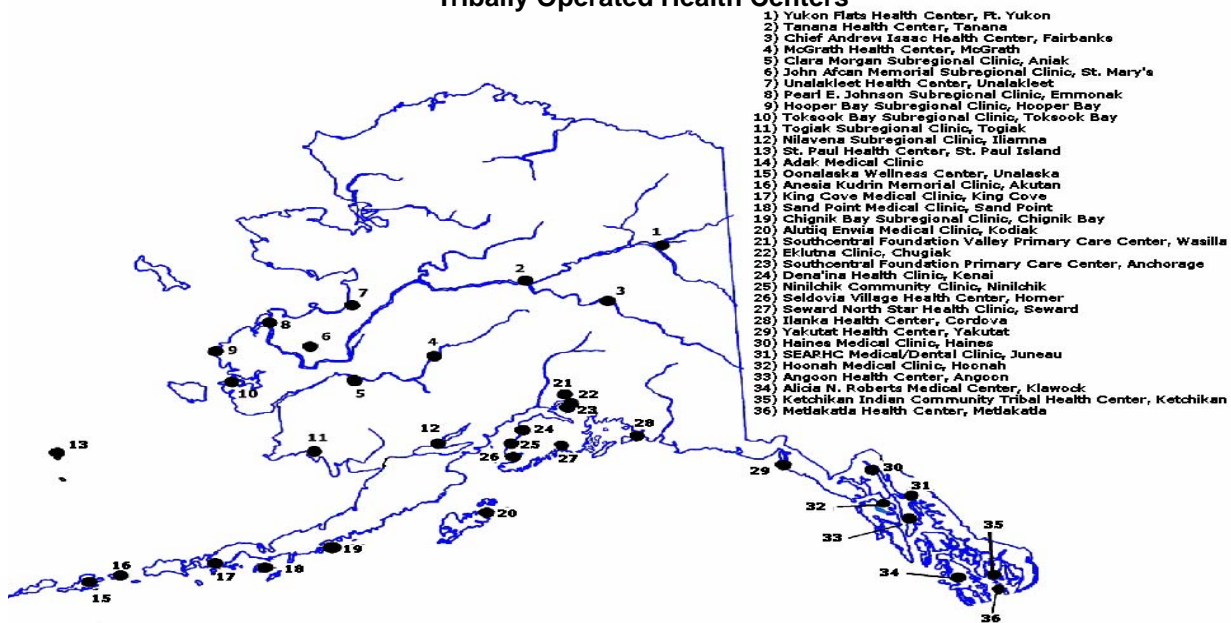 Tribally Operated Health Centers
1) Yukon Flats Health Center, Ft. Yukon
2) Tanana Health Center, Tanana
3) Chief Andrew Isaac Health Center, Fairbanks
4) McGrath Health Center, McGrath
5) Clara Morgan Subregional Clinic, Aniak
6) John Afcan Memorial Subregional Clinic, St. Mary's
7) Unalakleet Health Center, Unalakleet
8) Pearl E. Johnson Subregional Clinic, Emmonak
9) Hooper Bay Subregional Clinic, Hooper Bay
10) Toksook Bay Subregional Clinic, Toksook Bay
11) Togiak Subregional Clinic, Togiak
12) Nilavena Subregional Clinic, Iliamna
13) St. Paul Health Center, St. Paul Island
14) Adak Medical Clinic
15) Oonalaska Wellness Center, Unalaska
16) Anesia Kudrin Memorial Clinic, Akutan
17) King Cove Medical Clinic, King Cove
18) Sand Point Medical Clinic, Sand Point
19) Chignik Bay Subregional Clinic, Chignik Bay
20) Alutiiq Enwia Medical Clinic, Kodiak
21) Southcentral Foundation Valley Primary Care Center, Wasilla
22) Eklutna Clinic, Chugiak
23) Southcentral Foundation Primary Care Center, Anchorage
24) Dena'ina Health Clinic, Kenai
25) Ninilchik Community Clinic, Ninilchik
26) Seldovia Village Health Center, Homer
27) Seward North Star Health Clinic, Seward
28) Ilanka Health Center, Cordova
29) Yakutat Health Center, Yakutat
30) Haines Medical Clinic, Haines
31) SEARHC Medical/Dental Clinic, Juneau
32) Hoonah Medical Clinic, Hoonah
33) Angoon Health Center, Angoon
34) Alicia N. Roberts Medical Center, Klawock
35) Ketchikan Indian Community Tribal Health Center, Ketchikan
36) Metlakatla Health Center, Metlakatla
1
2
3
7
8
6
9
4
10
5
21
22
23
24
28
11
12
25
13
26
27
29
30
31
32
20
33
35
19
16
17
18
34
15
36